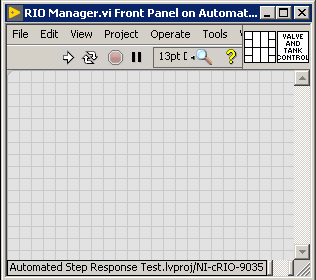 RIO Manager.vi Front Panel on Automat...
File Edit View Project Operate Tools
VALVE
AND
TANK
CONTROL
13pt
?
Automated Step Response Test.lvproj/NI-cRIO-9035